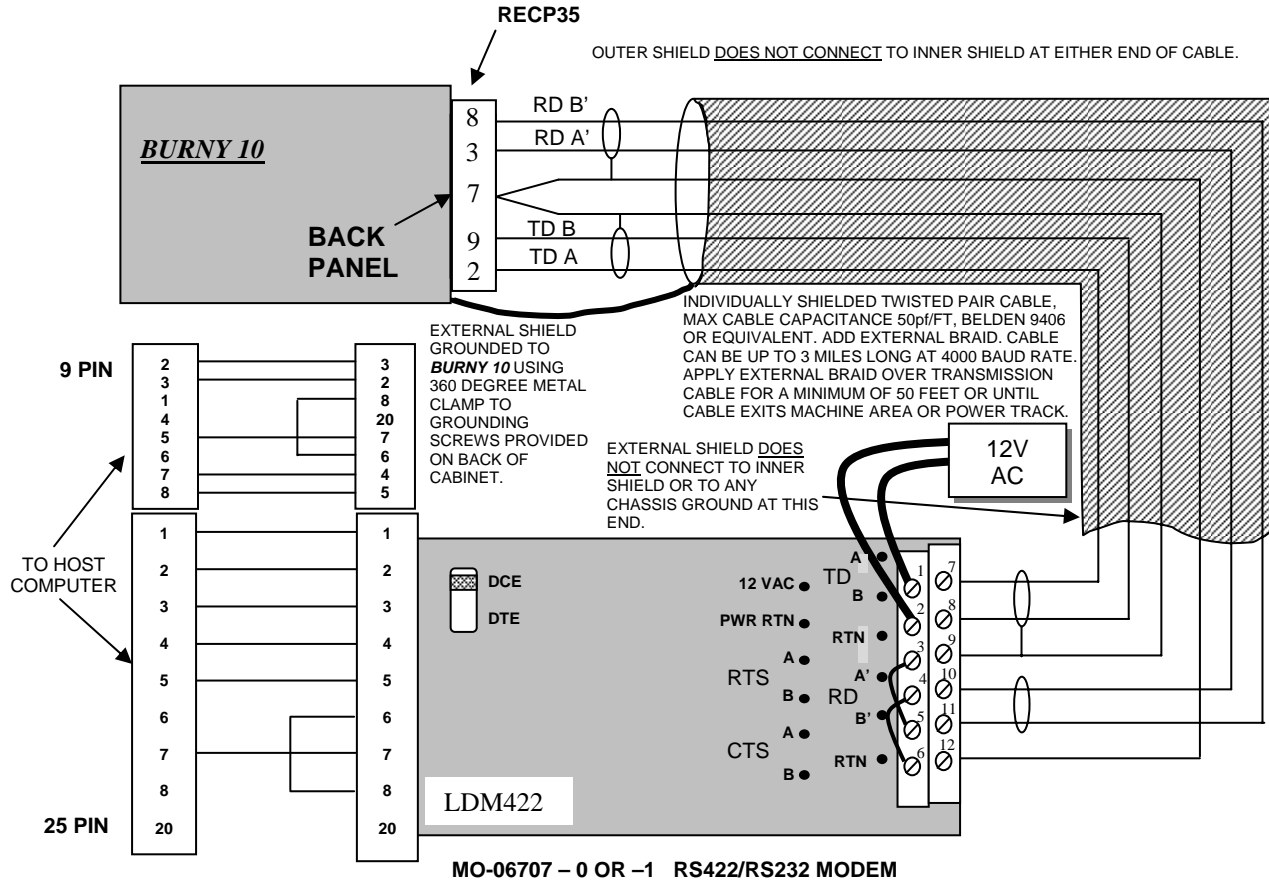 RECP35
OUTER SHIELD DOES NOT CONNECT TO INNER SHIELD AT EITHER END OF CABLE.
BURNY 10
BACK
PANEL
8
3
7
9
2
RD B'
RD A'
TD B
TD A
INDIVIDUALLY SHIELDED TWISTED PAIR CABLE,
MAX CABLE CAPACITANCE 50pf/FT, BELDEN 9406
OR EQUIVALENT. ADD EXTERNAL BRAID. CABLE
CAN BE UP TO 3 MILES LONG AT 4000 BAUD RATE.
APPLY EXTERNAL BRAID OVER TRANSMISSION
CABLE FOR A MINIMUM OF 50 FEET OR UNTIL
CABLE EXITS MACHINE AREA OR POWER TRACK.
EXTERNAL SHIELD
GROUNDED TO
BURNY 10 USING
360 DEGREE METAL
CLAMP TO
GROUNDING
SCREWS PROVIDED
ON BACK OF
CABINET.
EXTERNAL SHIELD DOES
NOT CONNECT TO INNER
SHIELD OR TO ANY
CHASSIS GROUND AT THIS
END.
12V
AC
9 PIN
2
3
1
4
5
6
7
8
3
2
8
20
7
6
4
5
TO HOST
COMPUTER
25 PIN
1
2
3
4
5
6
7
8
20
1
2
3
4
5
6
7
8
20
DCE
DTE
LDM422
12 VAC
PWR RTN
RTS
A
B
CTS
A
B
TD
A
B
RTN
RD
A'
B'
RTN
1
2
3
4
5
6
7
8
9
10
11
12
MO-06707 – 0 OR –1 RS422/RS232 MODEM